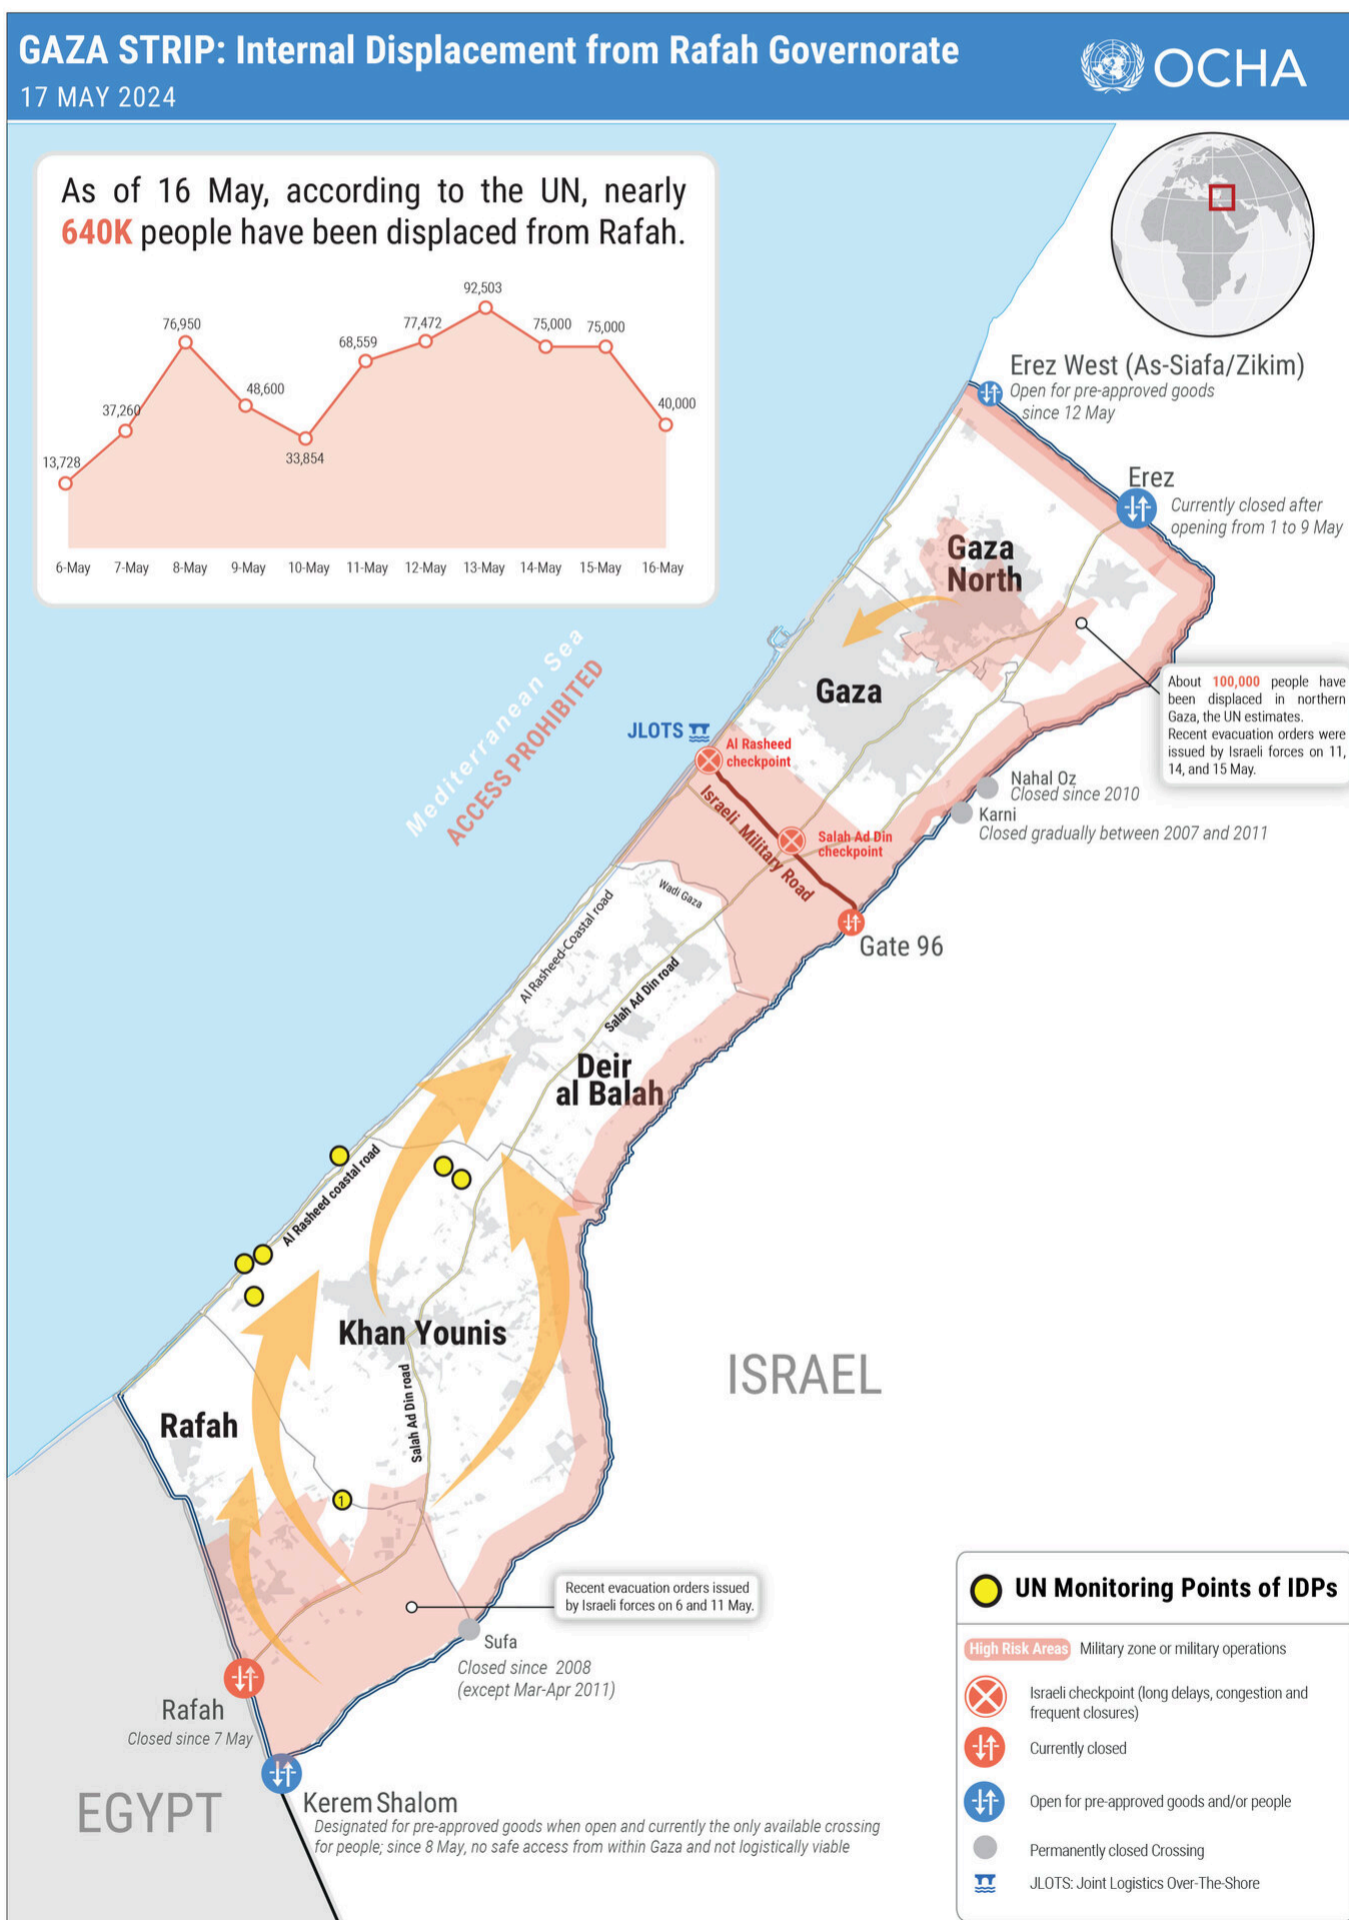 GAZA STRIP: Internal Displacement from Rafah Governorate
17 MAY 2024
OCHA
As of 16 May, according to the UN, nearly
640K people have been displaced from Rafah.
13,728
37,260
76,950
48,600
33,854
68,559
77,472
92,503
75,000
75,000
40,000
6-May
7-May
8-May
9-May
10-May
11-May
12-May
13-May
14-May
15-May
16-May
Erez West (As-Siafa/Zikim)
Open for pre-approved goods
since 12 May
Erez
Currently closed after
opening from 1 to 9 May
Gaza
North
Gaza
About 100,000 people have
been displaced in northern
Gaza, the UN estimates.
Recent evacuation orders were
issued by Israeli forces on 11,
14, and 15 May.
Mediterranean Sea
ACCESS PROHIBITED
JLOTS
Al Rasheed
checkpoint
Israeli Military Road
Salah Ad Din
checkpoint
Nahal Oz
Closed since 2010
Karni
Closed gradually between 2007 and 2011
Gate 96
Wadi Gaza
Al Rasheed-Coastal road
Salah Ad Din road
Deir
al Balah
Al Rasheed coastal road
Khan Younis
Salah Ad Din road
ISRAEL
Rafah
1
Recent evacuation orders issued
by Israeli forces on 6 and 11 May.
Sufa
Closed since 2008
(except Mar-Apr 2011)
Rafah
Closed since 7 May
EGYPT
Kerem Shalom
Designated for pre-approved goods when open and currently the only available crossing
for people; since 8 May, no safe access from within Gaza and not logistically viable
UN Monitoring Points of IDPs
High Risk Areas Military zone or military operations
Israeli checkpoint (long delays, congestion and
frequent closures)
Currently closed
Open for pre-approved goods and/or people
Permanently closed Crossing
JLOTS: Joint Logistics Over-The-Shore